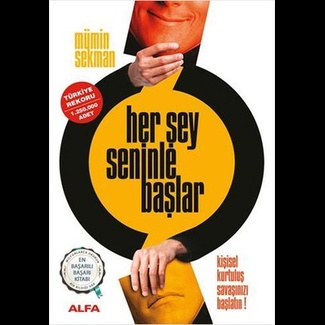 mümin
sekman
TÜRKİYE
REKORU
1.250.000
ADET
her şey
seninle
başlar
kişisel
kurtuluş
savaşınızı
başlatın !
EN
BAŞARILI
BAŞARI
KİTABI
ALFA